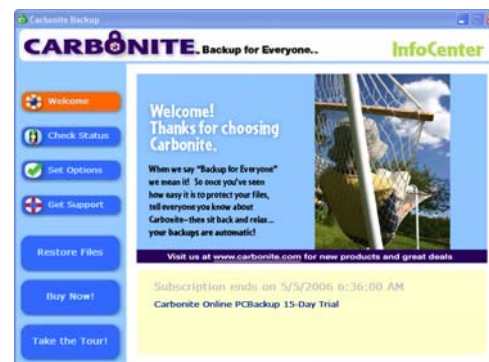 Carbonite Backup
CARBONITE. Backup for Everyone..
InfoCenter
Welcome
Check Status
Set Options
Get Support
Restore Files
Buy Now!
Take the Tour!
Welcome!
Thanks for choosing
Carbonite.
When we say "Backup for Everyone"
we mean it! So once you've seen
how easy it is to protect your files,
tell everyone you know about
Carbonite–then sit back and relax...
your backups are automatic!
Visit us at www.carbonite.com for new products and great deals
Subscription ends on 5/5/2006 6:36:00 AM
Carbonite Online PCBackup 15-Day Trial